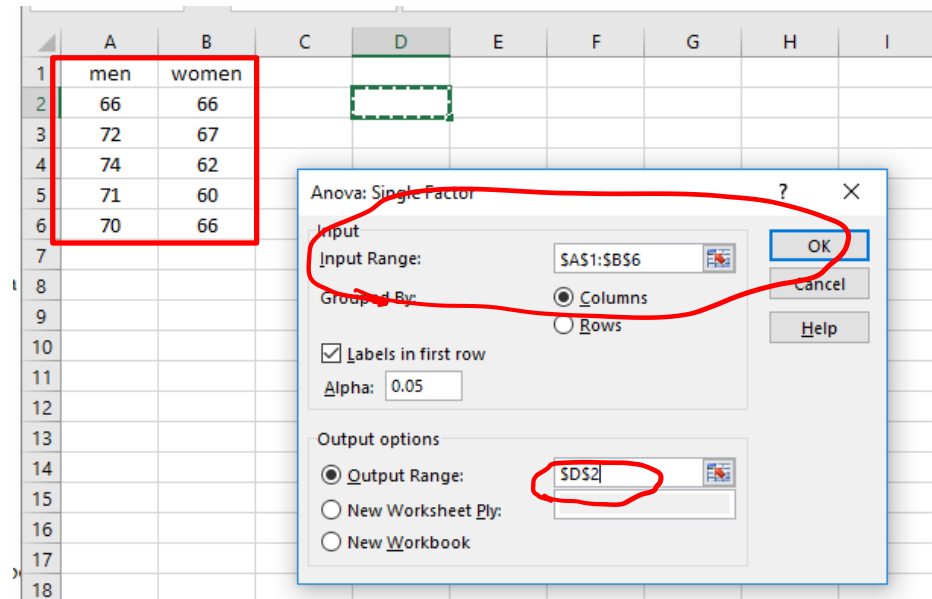 A B C D E F G H I
1 men women
2 66 66
3 72 67
4 74 62
5 71 60
6 70 66
7
8
9
10
11
12
13
14
15
16
17
18
Anova: Single Factor ? X
Input
Input Range: $A$1:$B$6 OK
Grouped By: Columns Cancel
Rows Help
Labels in first row
Alpha: 0.05
Output options
Output Range: $D$2
New Worksheet Ply:
New Workbook